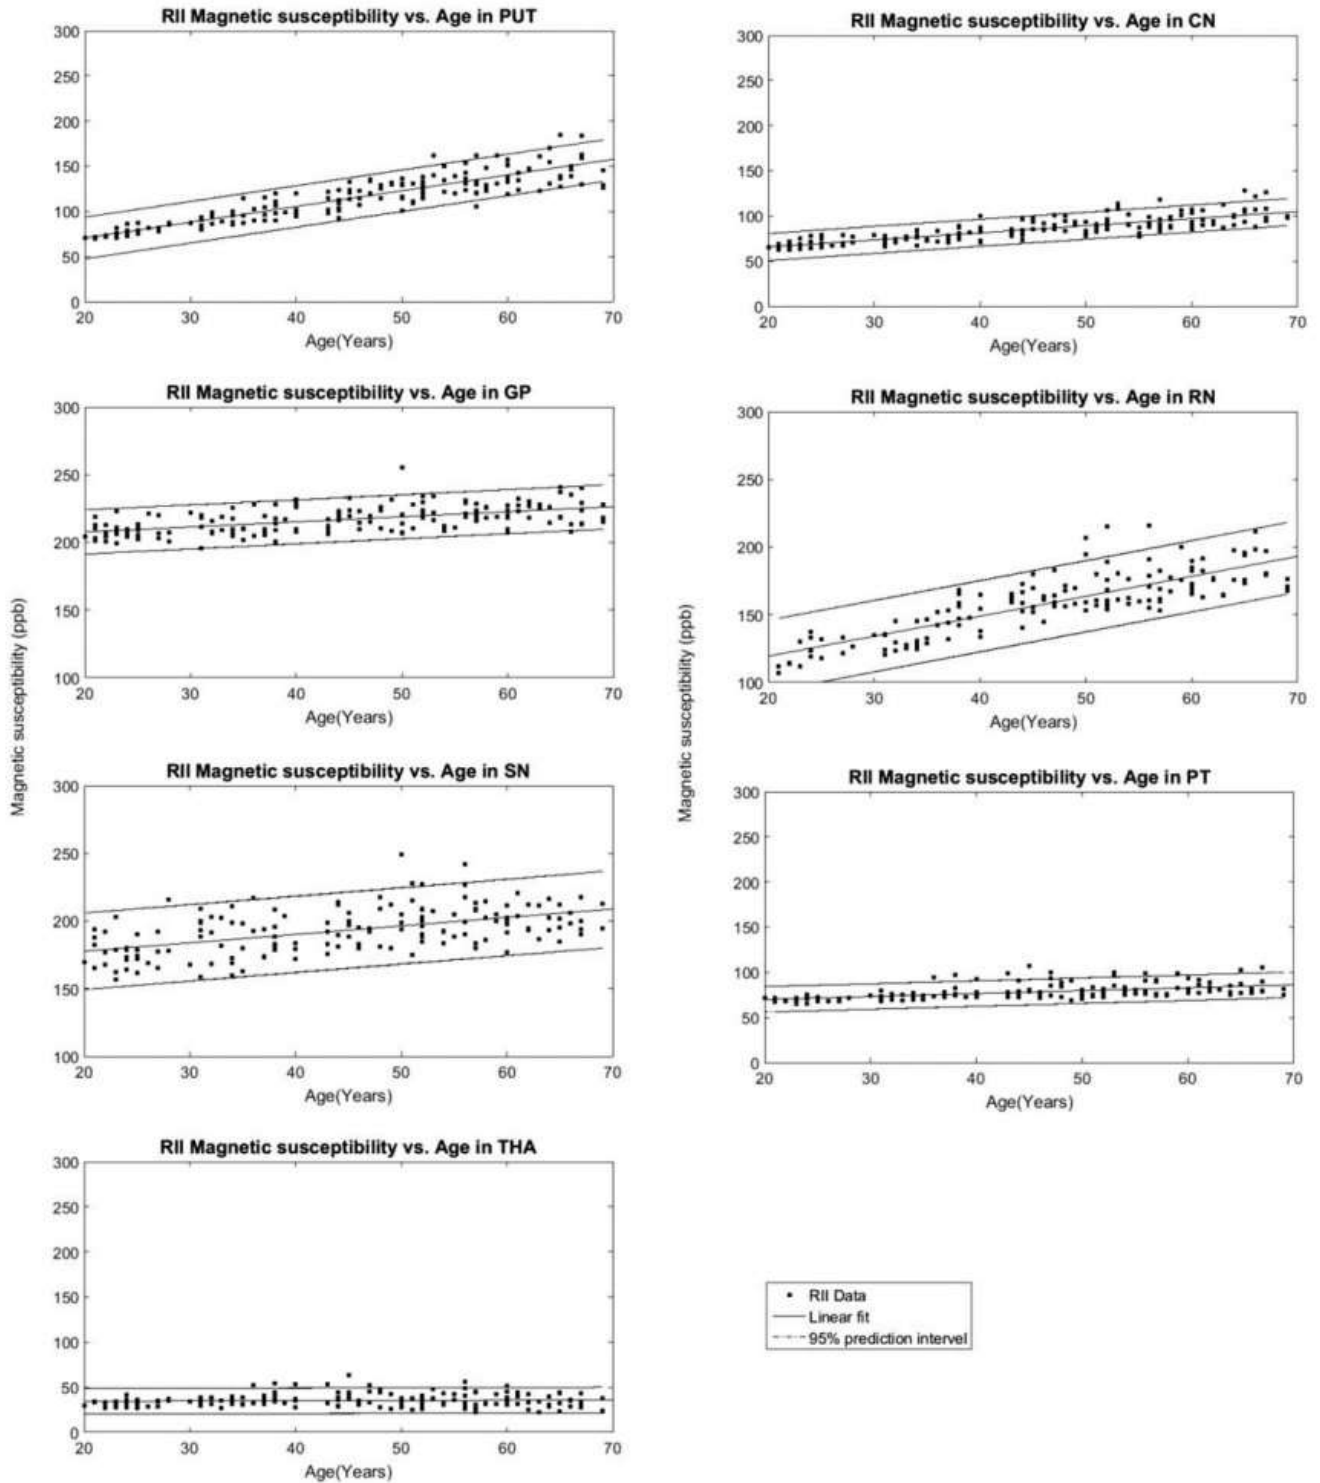 RII Magnetic susceptibility vs. Age in PUT
300
250
200
150
100
50
0
20 30 40 50 60 70
Age(Years)
RII Magnetic susceptibility vs. Age in CN
300
250
200
150
100
50
0
20 30 40 50 60 70
Age(Years)
RII Magnetic susceptibility vs. Age in GP
300
250
200
150
100
20 30 40 50 60 70
Age(Years)
RII Magnetic susceptibility vs. Age in RN
300
250
200
150
100
20 30 40 50 60 70
Age(Years)
Magnetic susceptibility (ppb)
Magnetic susceptibility (ppb)
RII Magnetic susceptibility vs. Age in SN
300
250
200
150
100
20 30 40 50 60 70
Age(Years)
RII Magnetic susceptibility vs. Age in PT
300
250
200
150
100
50
0
20 30 40 50 60 70
Age(Years)
RII Magnetic susceptibility vs. Age in THA
300
250
200
150
100
50
0
20 30 40 50 60 70
Age(Years)
RII Data
Linear fit
95% prediction intervel